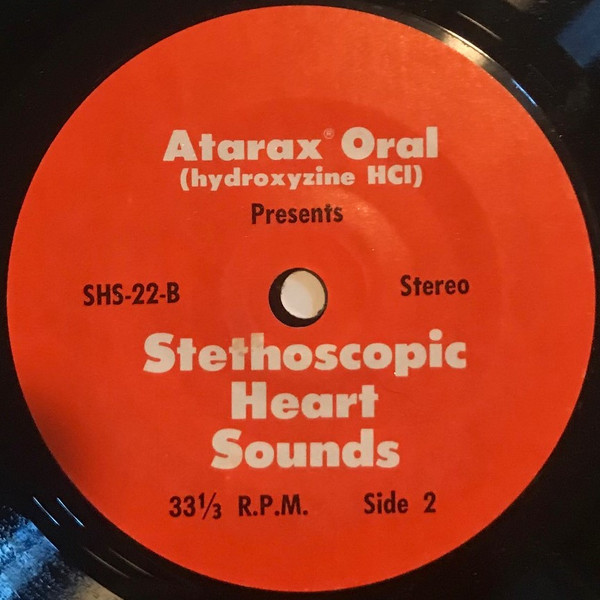 Atarax® Oral
(hydroxyzine HCl)
Presents
SHS-22-B
Stereo
Stethoscopic
Heart
Sounds
33⅓ R.P.M.
Side 2